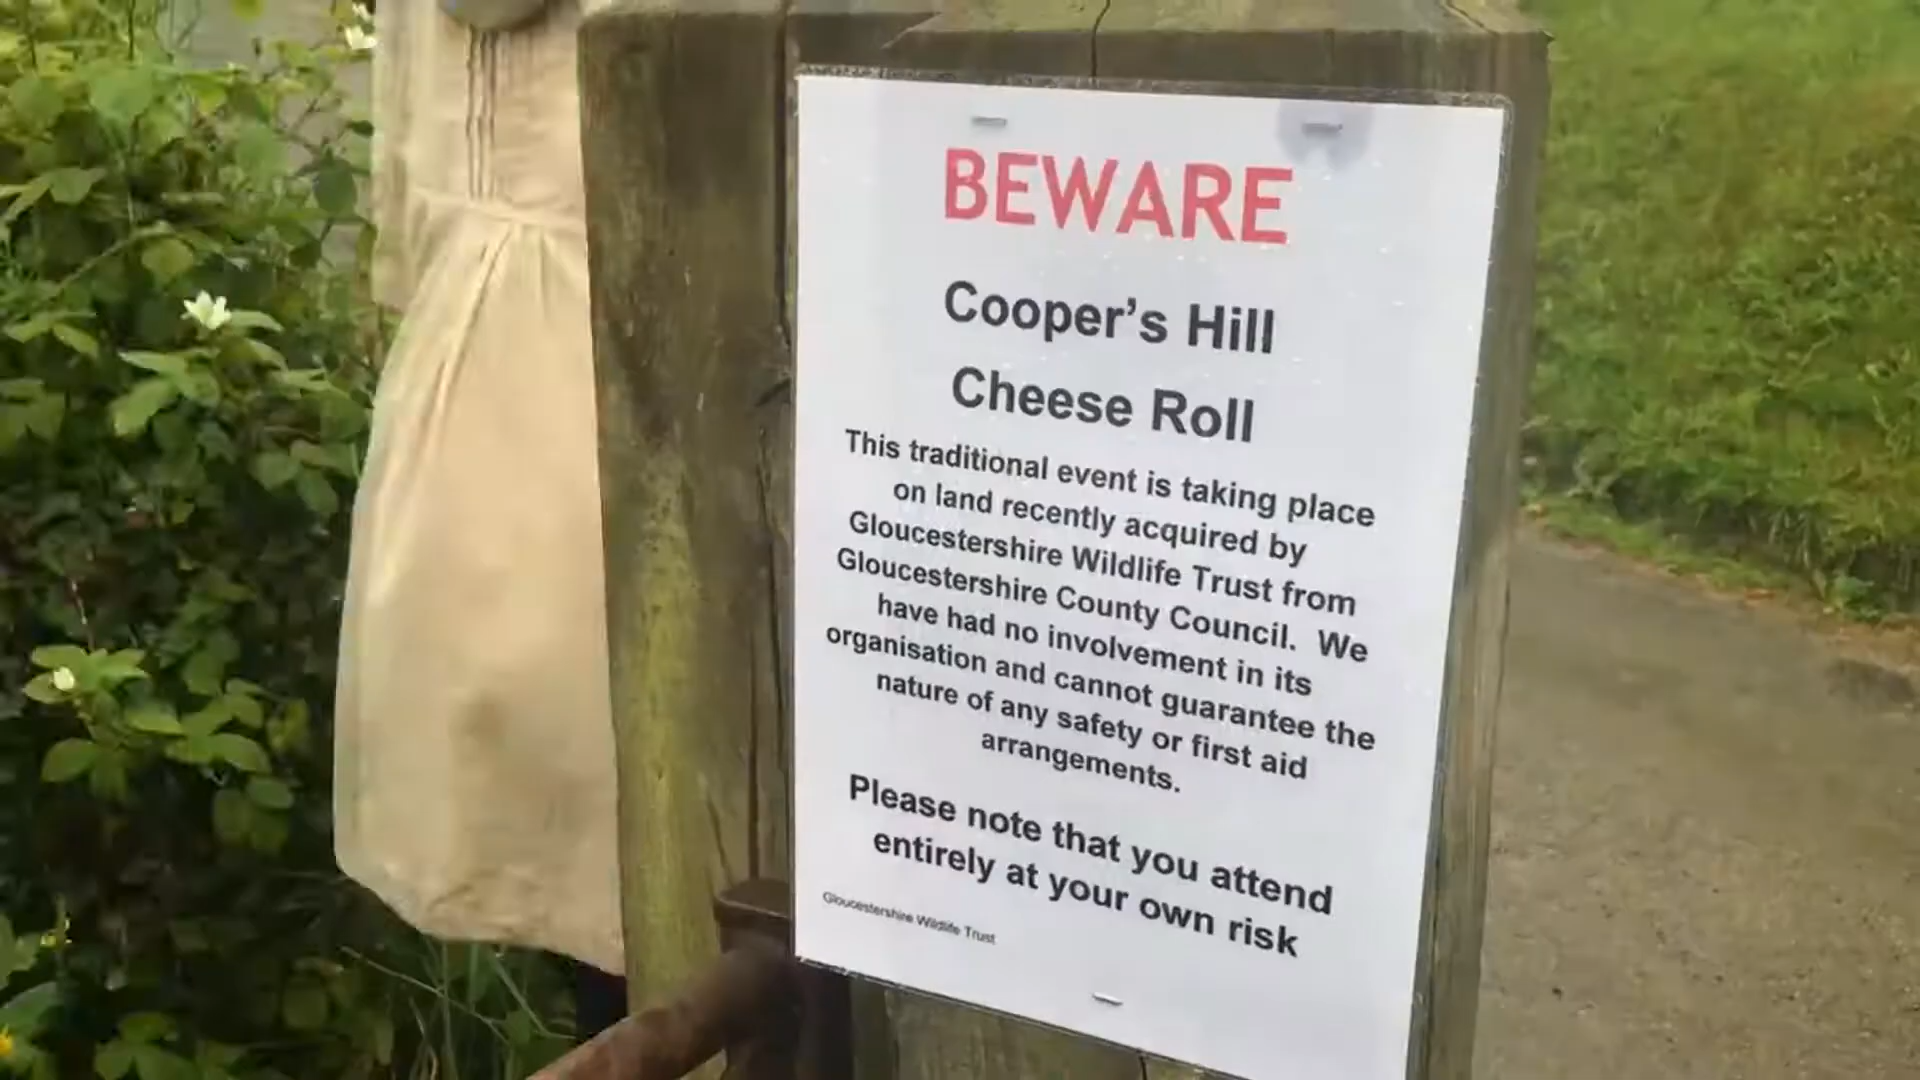 BEWARE
Cooper's Hill
Cheese Roll
This traditional event is taking place
on land recently acquired by
Gloucestershire Wildlife Trust from
Gloucestershire County Council.  We
have had no involvement in its
organisation and cannot guarantee the
nature of any safety or first aid
arrangements.
Please note that you attend
entirely at your own risk
Gloucestershire Wildlife Trust